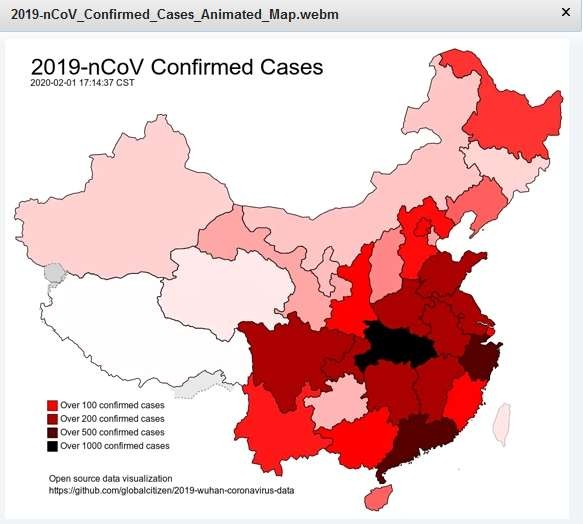 2019-nCoV_Confirmed_Cases_Animated_Map.webm
2019-nCoV Confirmed Cases
2020-02-01 17:14:37 CST
Over 100 confirmed cases
Over 200 confirmed cases
Over 500 confirmed cases
Over 1000 confirmed cases
Open source data visualization
https://github.com/globalcitizen/2019-wuhan-coronavirus-data